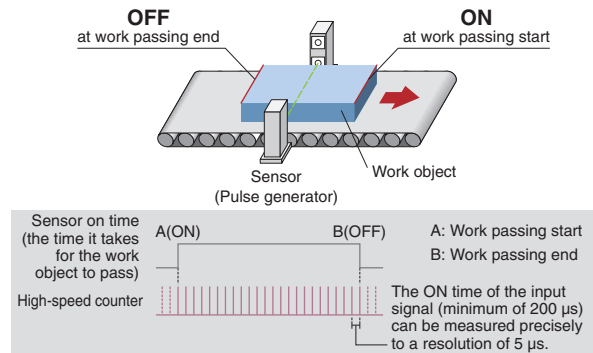 OFF
at work passing end
ON
at work passing start
Work object
Sensor
(Pulse generator)
Sensor on time
(the time it takes
for the work
object to pass)
A(ON)
B(OFF)
A: Work passing start
B: Work passing end
High-speed counter
The ON time of the input
signal (minimum of 200 µs)
can be measured precisely
to a resolution of 5 µs.